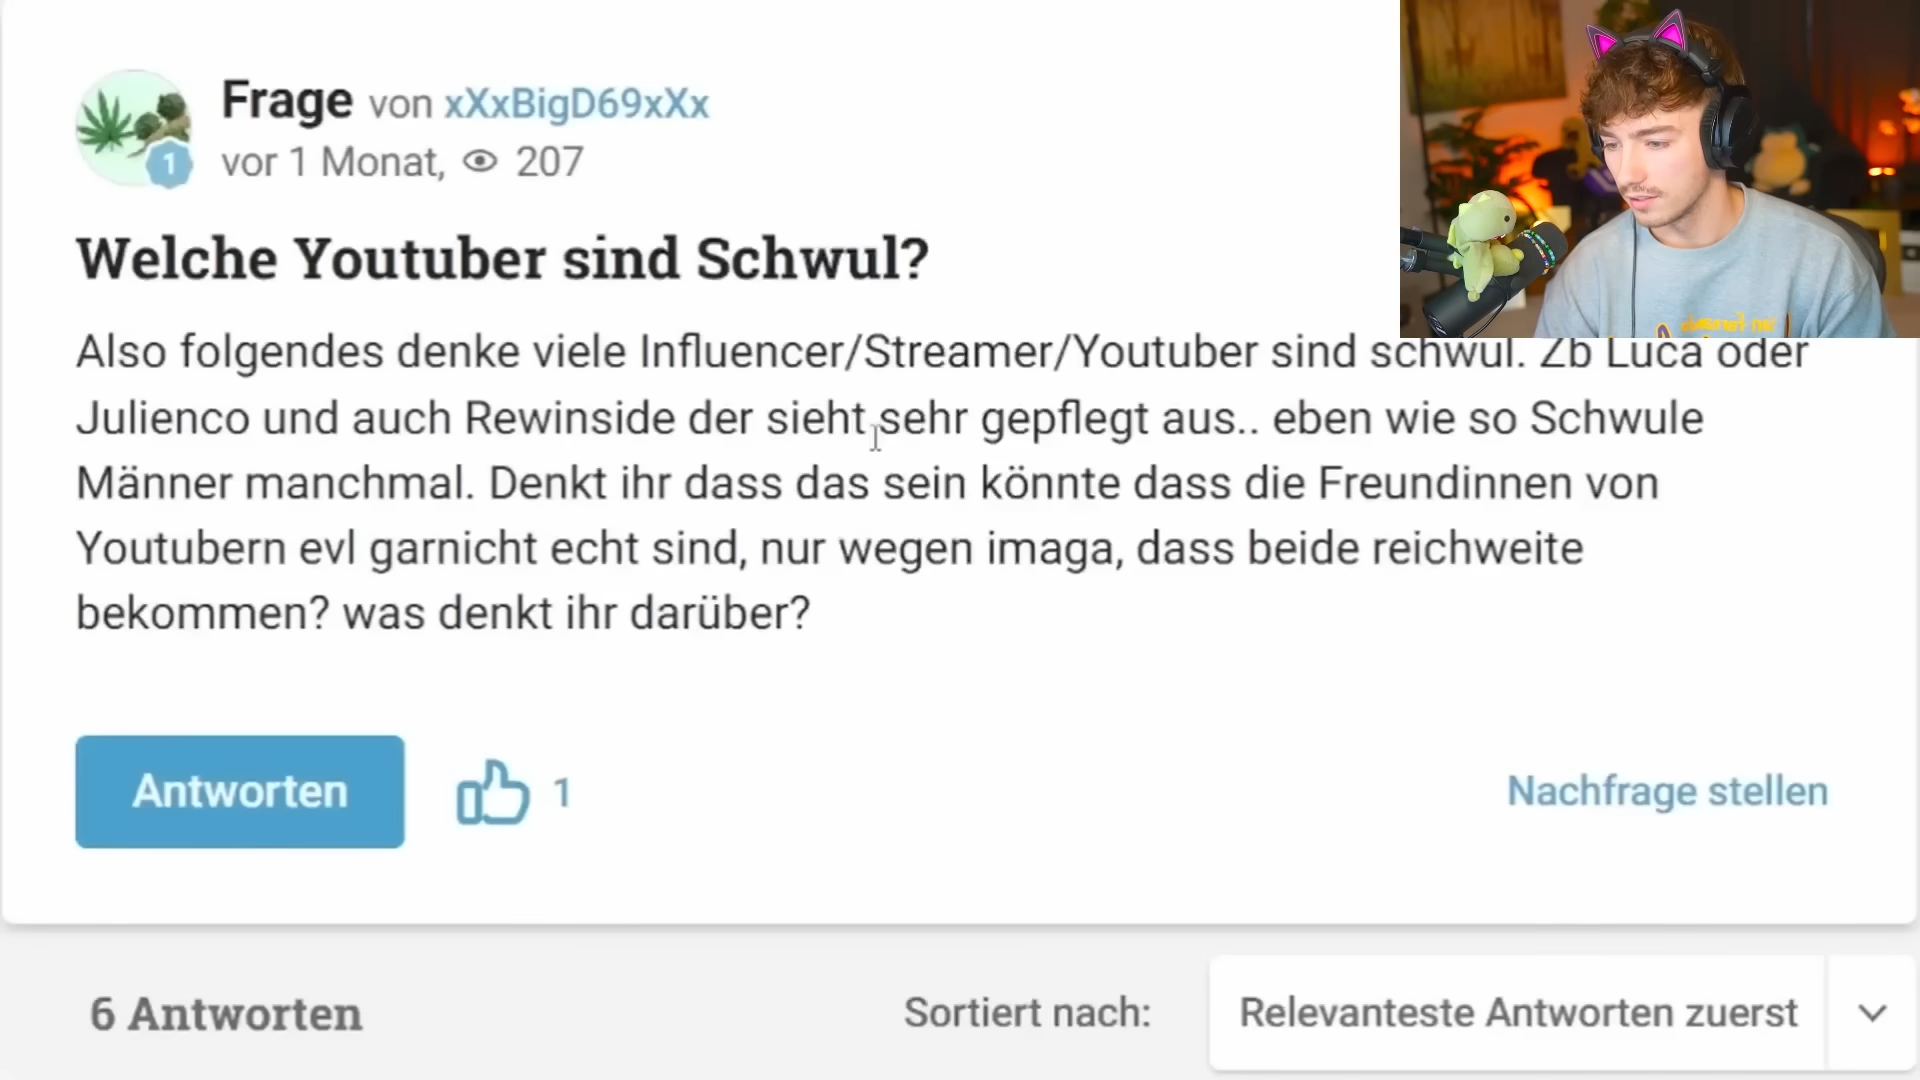 Frage von xXxBigD69xXx
1 vor 1 Monat, 207
Welche Youtuber sind Schwul?
Also folgendes denke viele Influencer/Streamer/Youtuber sind schwul. Zb Luca oder
Julienco und auch Rewinside der sieht sehr gepflegt aus.. eben wie so Schwule
Männer manchmal. Denkt ihr dass das sein könnte dass die Freundinnen von
Youtubern evl garnicht echt sind, nur wegen imaga, dass beide reichweite
bekommen? was denkt ihr darüber?
Antworten 1 Nachfrage stellen
6 Antworten Sortiert nach: Relevanteste Antworten zuerst